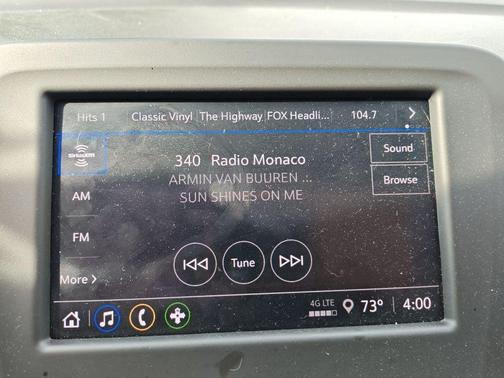 Hits 1 Classic Vinyl The Highway FOX Headli... 104.7 >
siriusxm
340 Radio Monaco
Sound
ARMIN VAN BUUREN ...
Browse
AM
SUN SHINES ON ME
FM
Tune
More >
4G LTE
73° 4:00